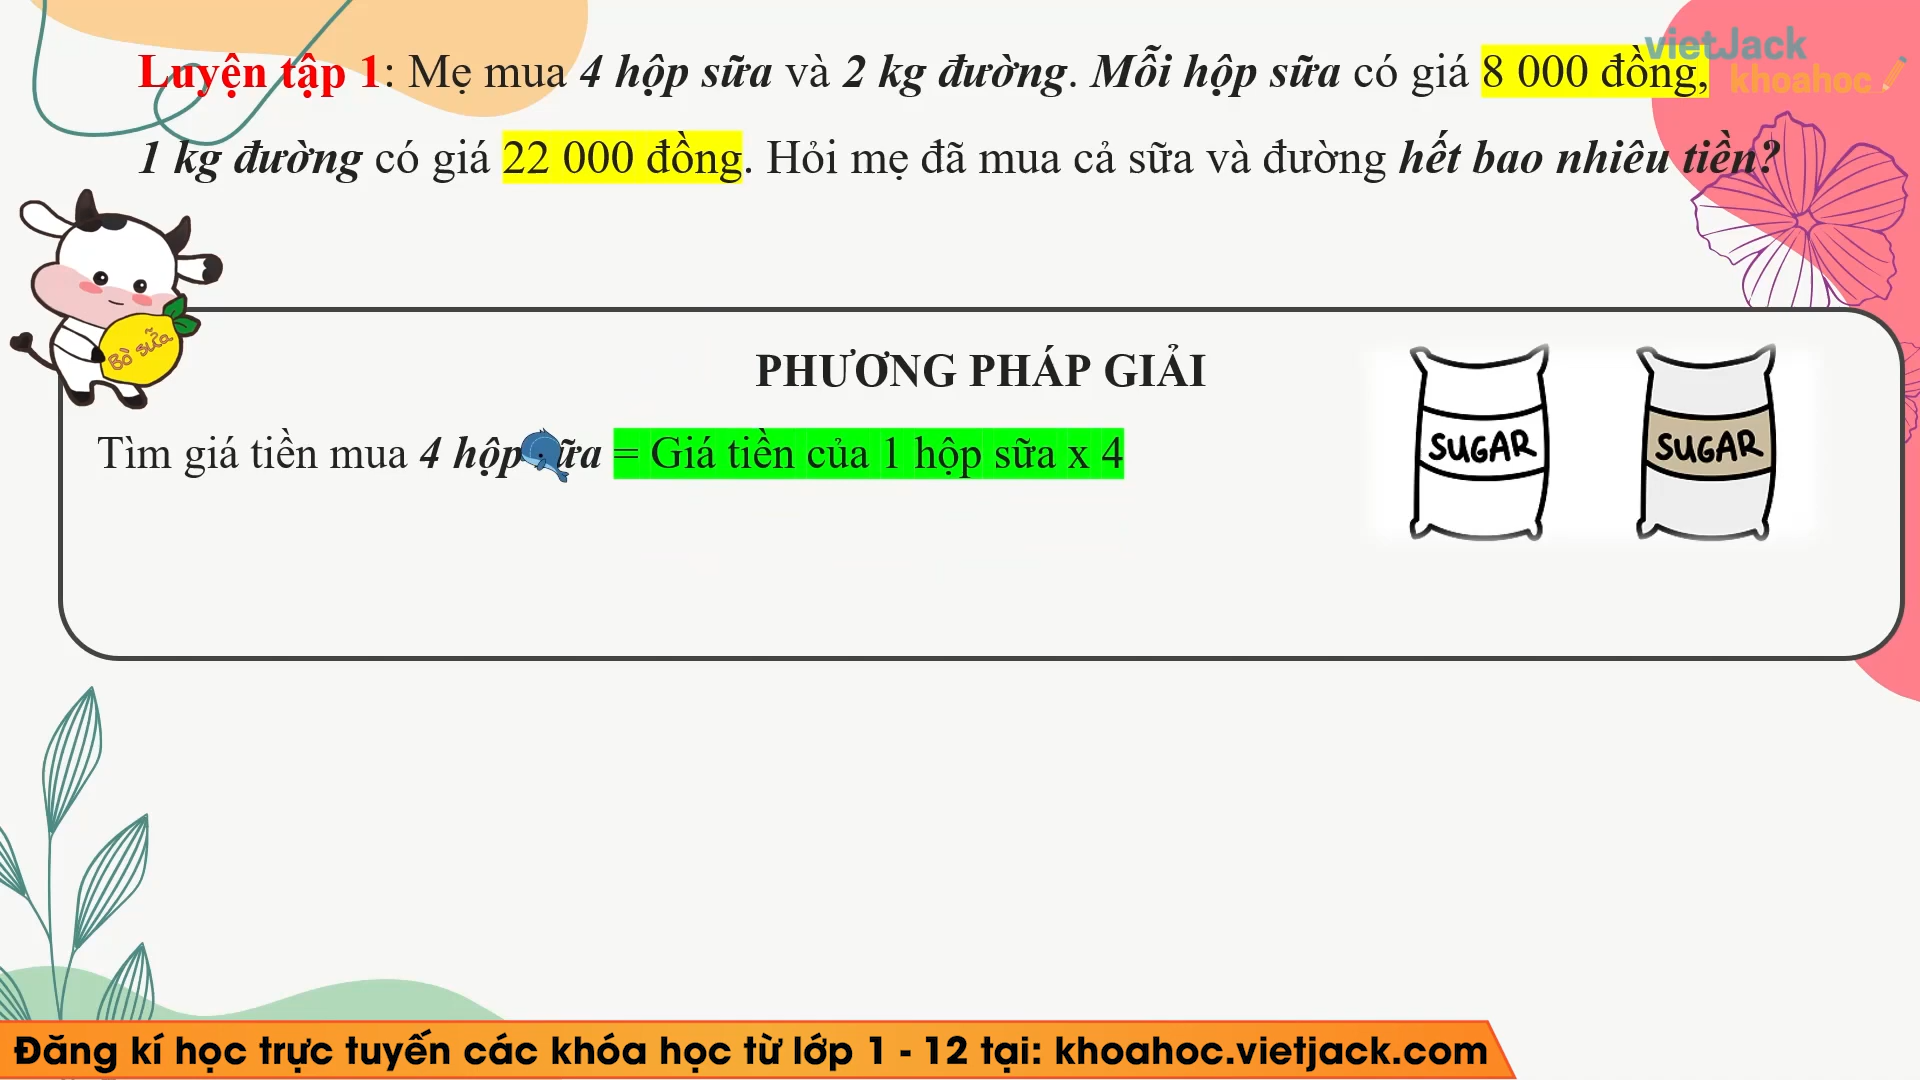 vietJack
khoahoc
Luyện tập 1: Mẹ mua 4 hộp sữa và 2 kg đường. Mỗi hộp sữa có giá 8 000 đồng,
1 kg đường có giá 22 000 đồng. Hỏi mẹ đã mua cả sữa và đường hết bao nhiêu tiền?
Bò sữa
PHƯƠNG PHÁP GIẢI
SUGAR SUGAR
Tìm giá tiền mua 4 hộp sữa = Giá tiền của 1 hộp sữa x 4
Đăng kí học trực tuyến các khóa học từ lớp 1 - 12 tại: khoahoc.vietjack.com